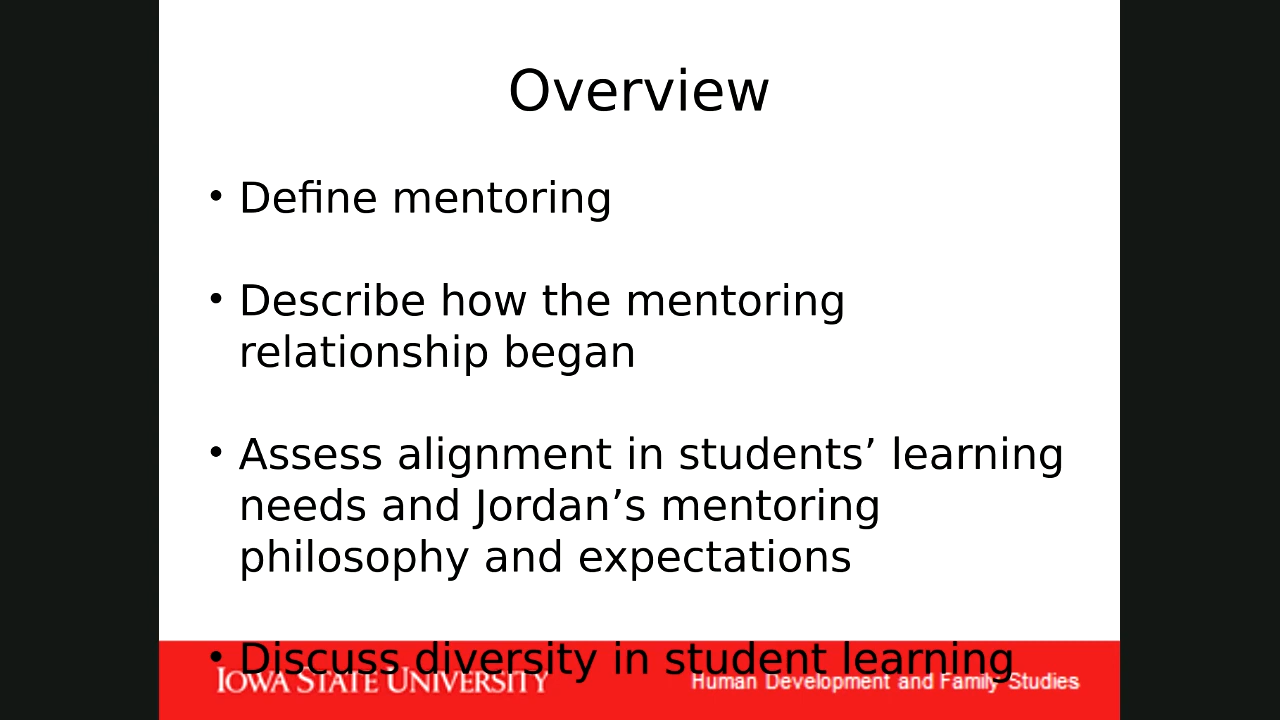 Overview
• Define mentoring
• Describe how the mentoring
relationship began
• Assess alignment in students’ learning
needs and Jordan’s mentoring
philosophy and expectations
• Discuss diversity in student learning
IOWA STATE UNIVERSITY
Human Development and Family Studies